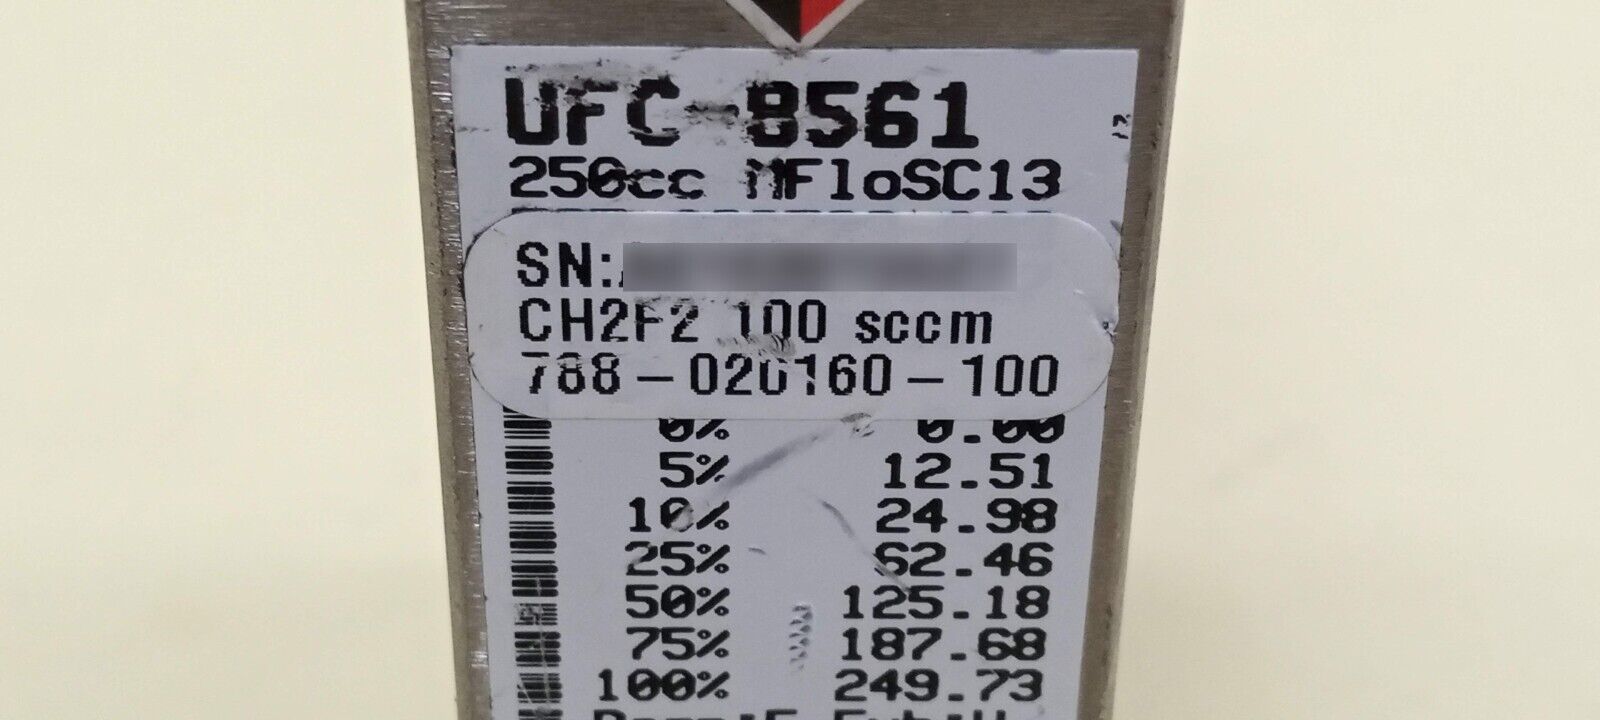 UFC-8561
250cc MFloSC13
SN:
CH2F2 100 sccm
788-020160-100
0% 0.00
5% 12.51
10% 24.98
25% 62.46
50% 125.18
75% 187.68
100% 249.73